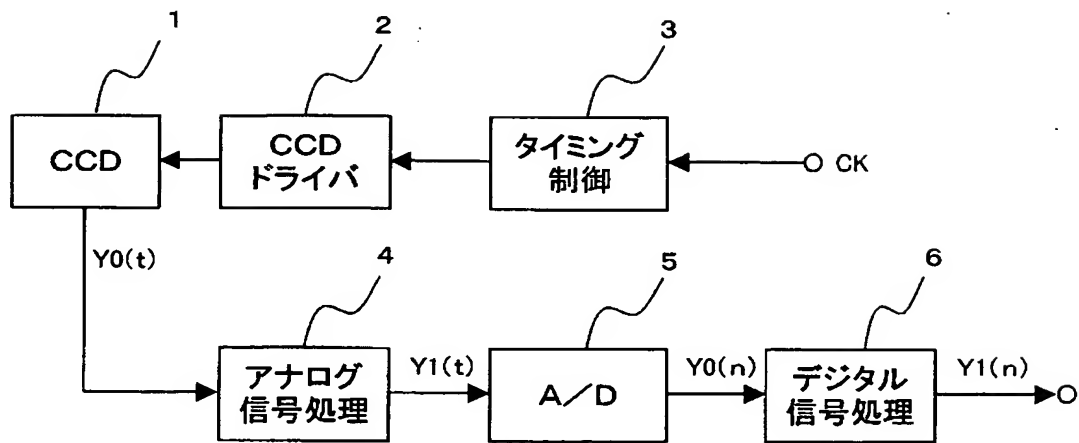 1
2
3
CCD
CCD
ドライバ
タイミング
制御
CK
Y0(t)
4
5
6
アナログ
信号処理
Y1(t)
A/D
Y0(n)
デジタル
信号処理
Y1(n)